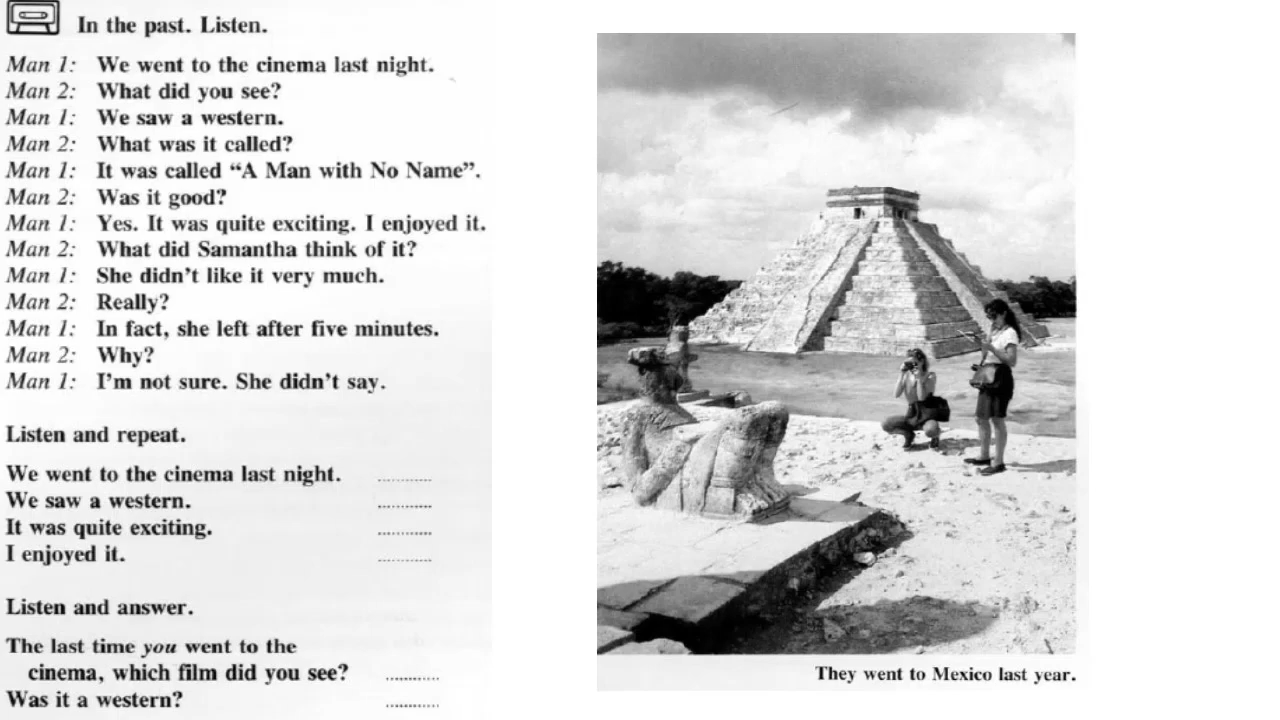 In the past. Listen.
Man 1: We went to the cinema last night.
Man 2: What did you see?
Man 1: We saw a western.
Man 2: What was it called?
Man 1: It was called “A Man with No Name”.
Man 2: Was it good?
Man 1: Yes. It was quite exciting. I enjoyed it.
Man 2: What did Samantha think of it?
Man 1: She didn’t like it very much.
Man 2: Really?
Man 1: In fact, she left after five minutes.
Man 2: Why?
Man 1: I’m not sure. She didn’t say.
Listen and repeat.
We went to the cinema last night. ............
We saw a western. ............
It was quite exciting. ............
I enjoyed it. ............
Listen and answer.
The last time you went to the
cinema, which film did you see? ............
Was it a western? ............
They went to Mexico last year.